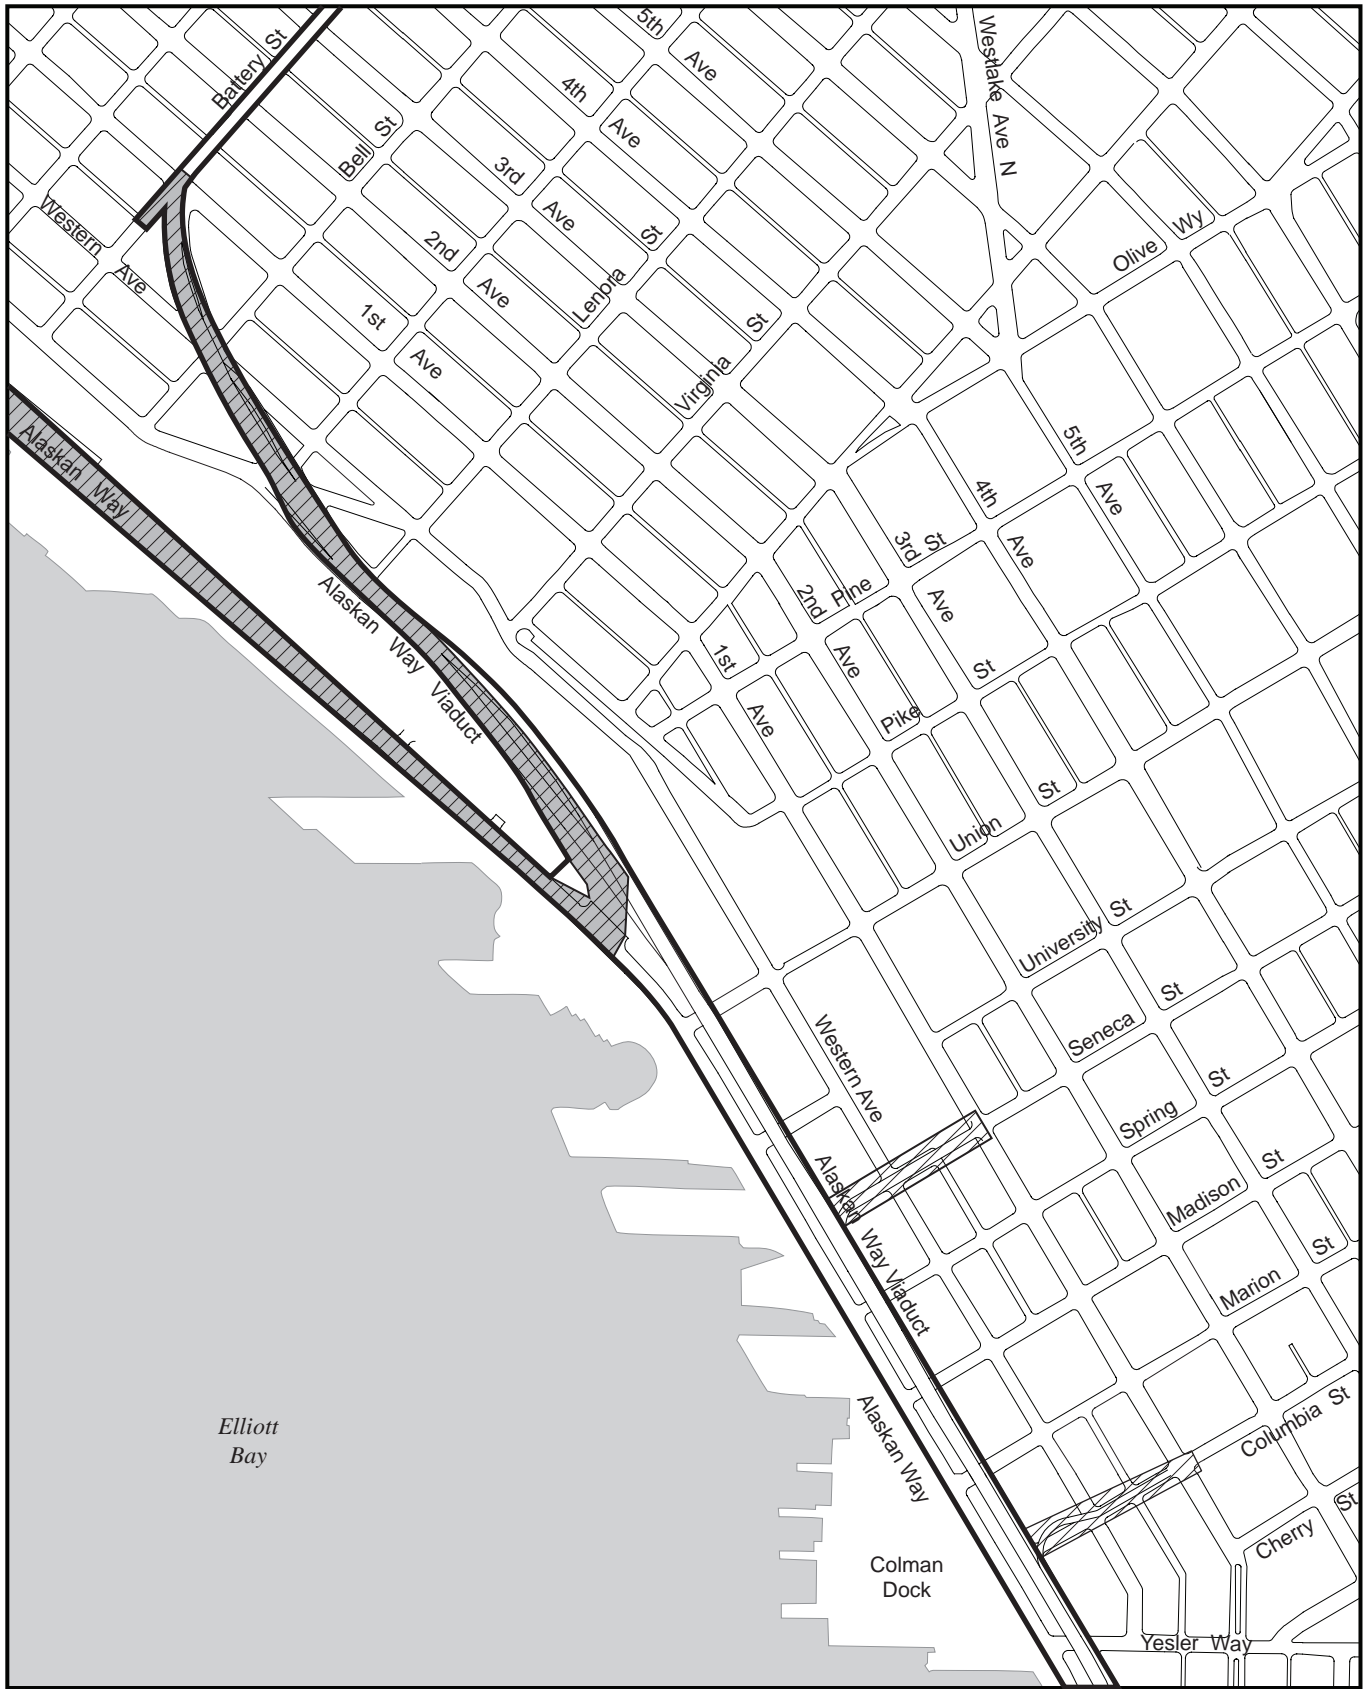 5th
Ave
Westlake Ave N
Battery St
4th
Ave
Bell St
3rd
Ave
Western
Ave
2nd
Ave
Lenora St
Olive Wy
1st
Ave
Virginia St
Alaskan Way
5th
Ave
4th
Ave
3rd
Ave
Pine St
2nd
Ave
Alaskan Way Viaduct
1st
Ave
Pike St
Union St
University St
Western Ave
Seneca St
Spring St
Alaskan Way Viaduct
Madison St
Marion St
Alaskan Way
Columbia St
Elliott
Bay
Cherry St
Colman
Dock
Yesler Way